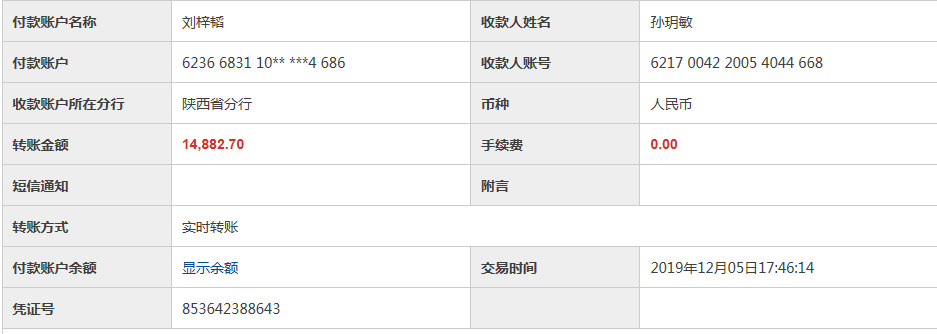 付款账户名称 刘梓韬 收款人姓名 孙玥敏
付款账户 6236 6831 10** ***4 686 收款人账号 6217 0042 2005 4044 668
收款账户所在分行 陕西省分行 币种 人民币
转账金额 14,882.70 手续费 0.00
短信通知 附言
转账方式 实时转账
付款账户余额 显示余额 交易时间 2019年12月05日17:46:14
凭证号 853642388643